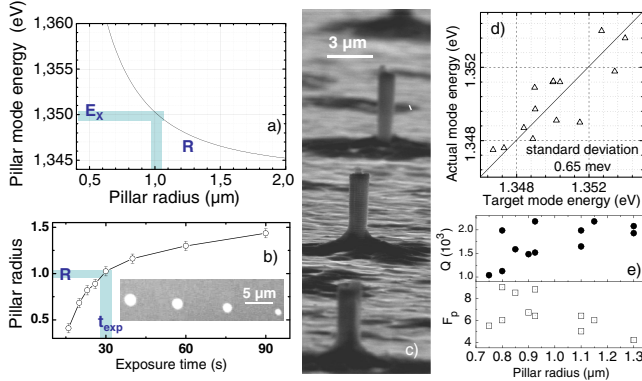 Pillar mode energy (eV)
1,360
1,355
1,350
1,345
E_X
R
a)
0,5
1,0
1,5
2,0
Pillar radius (µm)
Pillar radius
1.5
1.0
0.5
R
t_exp
b)
5 µm
30
60
90
Exposure time (s)
3 µm
c)
d)
Actual mode energy (eV)
1.352
1.348
standard deviation
0.65 mev
1.348
1.352
Target mode energy (eV)
Q (10³)
2.0
1.5
1.0
e)
F_p
8
6
4
0.7
0.8
0.9
1.0
1.1
1.2
1.3
Pillar radius (µm)